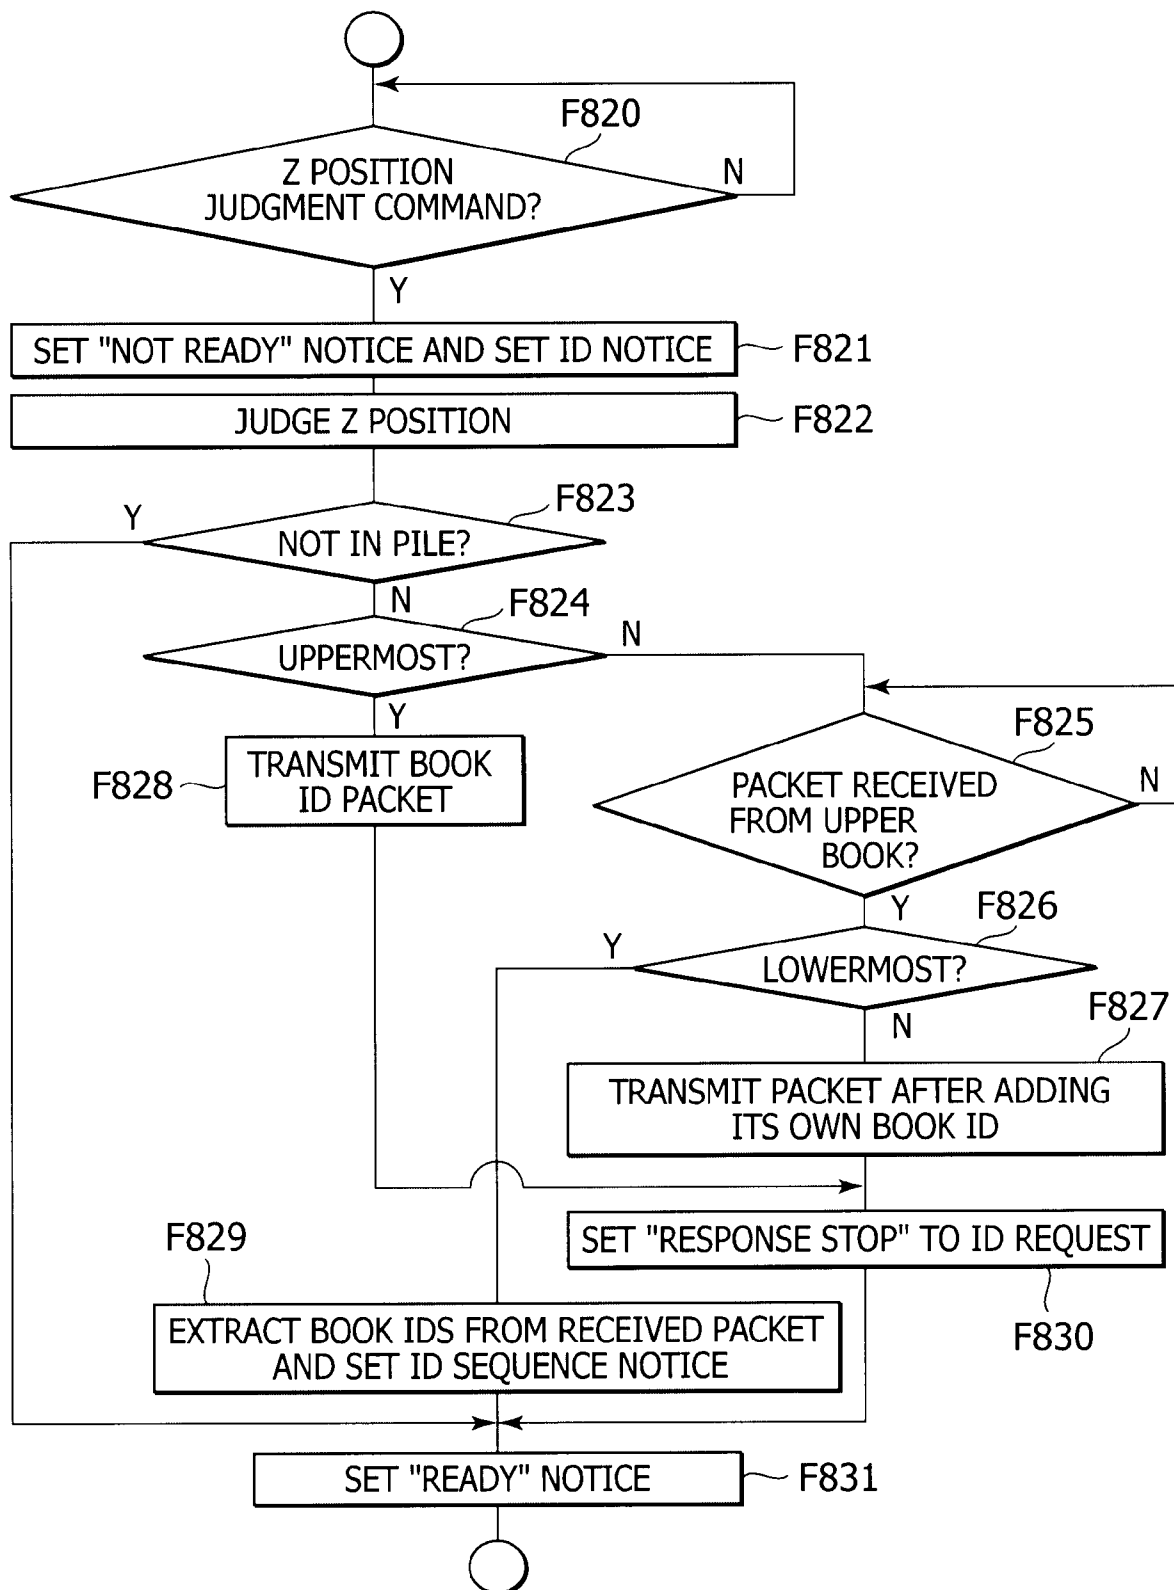 F820
Z POSITION
JUDGMENT COMMAND?
N
Y
SET "NOT READY" NOTICE AND SET ID NOTICE
F821
JUDGE Z POSITION
F822
F823
Y
NOT IN PILE?
N
F824
N
UPPERMOST?
Y
F825
F828
TRANSMIT BOOK
ID PACKET
PACKET RECEIVED
FROM UPPER
BOOK?
N
Y
F826
Y
LOWERMOST?
N
F827
TRANSMIT PACKET AFTER ADDING
ITS OWN BOOK ID
SET "RESPONSE STOP" TO ID REQUEST
F829
F830
EXTRACT BOOK IDS FROM RECEIVED PACKET
AND SET ID SEQUENCE NOTICE
SET "READY" NOTICE
F831